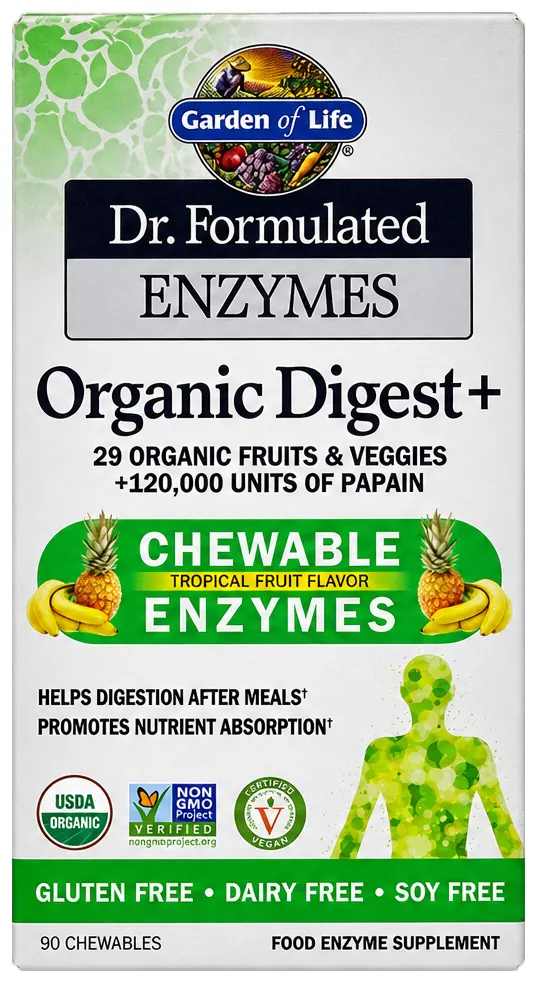 Garden of Life
®
Dr. Formulated
ENZYMES
Organic Digest+
29 ORGANIC FRUITS & VEGGIES
+120,000 UNITS OF PAPAIN
CHEWABLE
TROPICAL FRUIT FLAVOR
ENZYMES
HELPS DIGESTION AFTER MEALS†
PROMOTES NUTRIENT ABSORPTION†
USDA
ORGANIC
NON
GMO
Project
VERIFIED
nongmoproject.org
CERTIFIED
V
VEGAN
GLUTEN FREE • DAIRY FREE • SOY FREE
90 CHEWABLES
FOOD ENZYME SUPPLEMENT